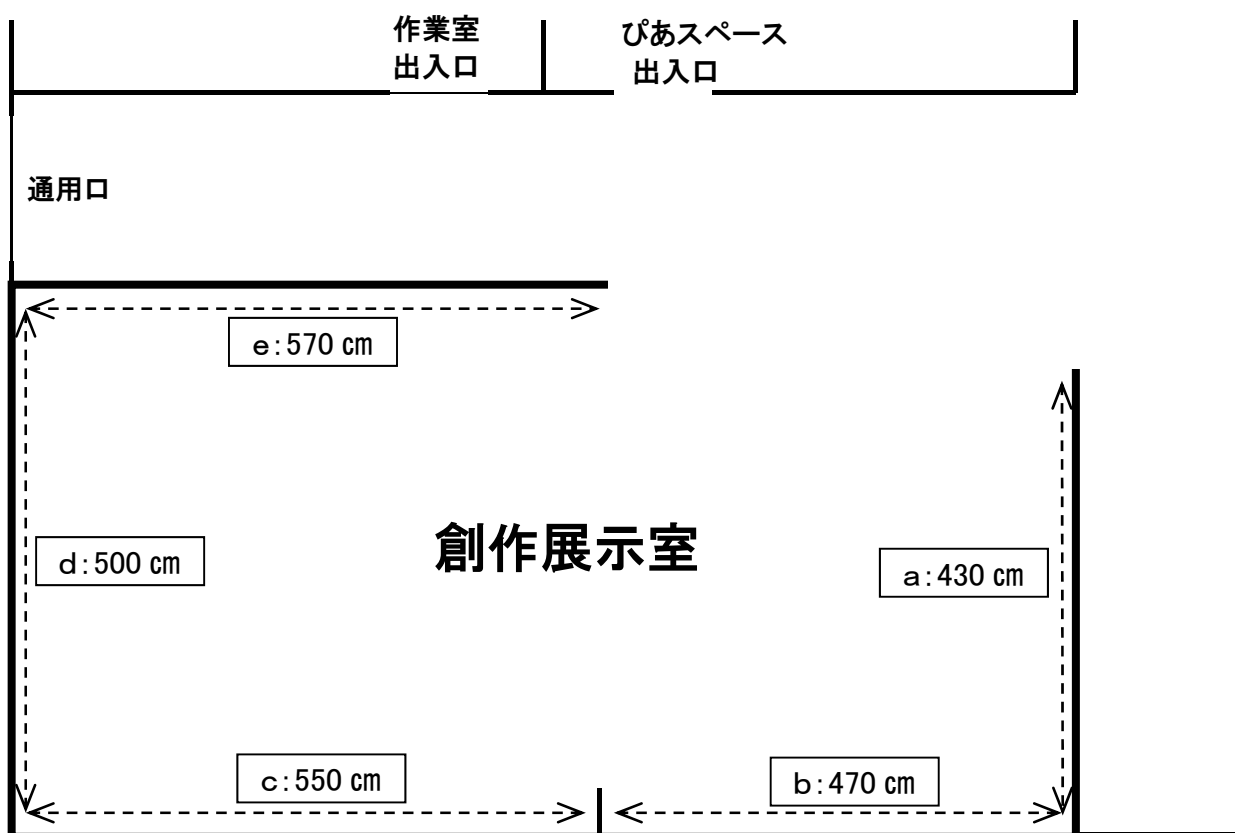 作業室
出入口
ぴあスペース
出入口
通用口
e:570 ㎝
創作展示室
d:500 ㎝
a:430 ㎝
c:550 ㎝
b:470 ㎝